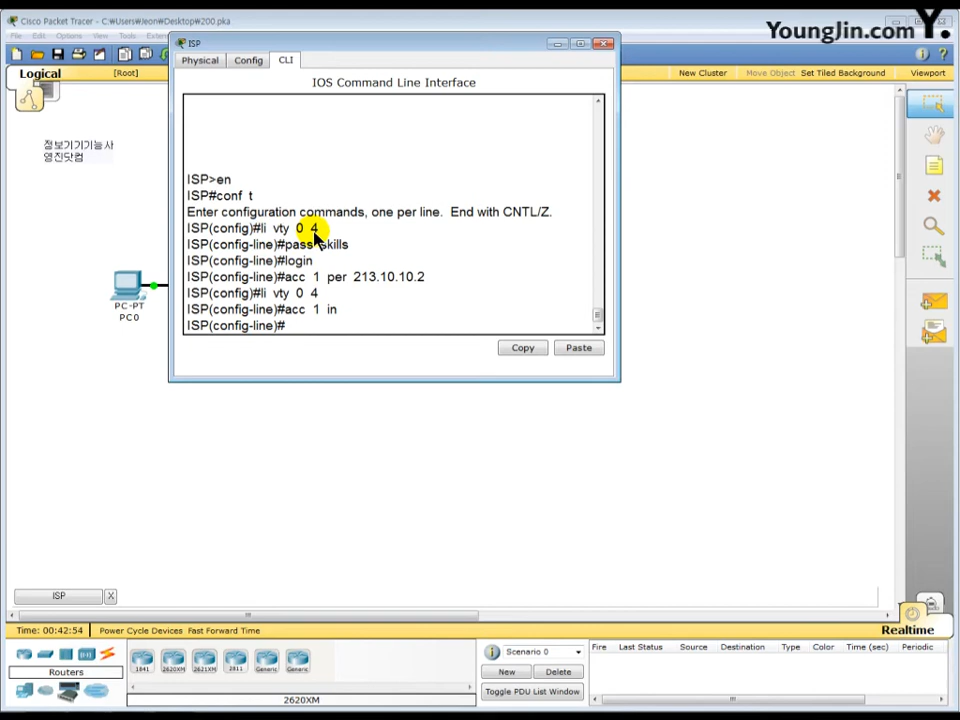 Cisco Packet Tracer - C:\Users\Jeon\Desktop\200.pka
YoungJin.com Y.
File Edit Options View Tools
Logical
[Root]
New Cluster
Move Object
Set Tiled Background
Viewport
정보기기기능사
영진닷컴
PC-PT
PC0
ISP
Physical
Config
CLI
IOS Command Line Interface
ISP>en
ISP#conf t
Enter configuration commands, one per line. End with CNTL/Z.
ISP(config)#li vty 0 4
ISP(config-line)#pass skills
ISP(config-line)#login
ISP(config-line)#acc 1 per 213.10.10.2
ISP(config)#li vty 0 4
ISP(config-line)#acc 1 in
ISP(config-line)#
Copy
Paste
ISP
X
Realtime
Time: 00:42:54
Power Cycle Devices Fast Forward Time
Routers
1841
2620XM
2621XM
2811
Generic
Generic
2620XM
Scenario 0
New
Delete
Toggle PDU List Window
Fire Last Status Source Destination Type Color Time (sec) Periodic